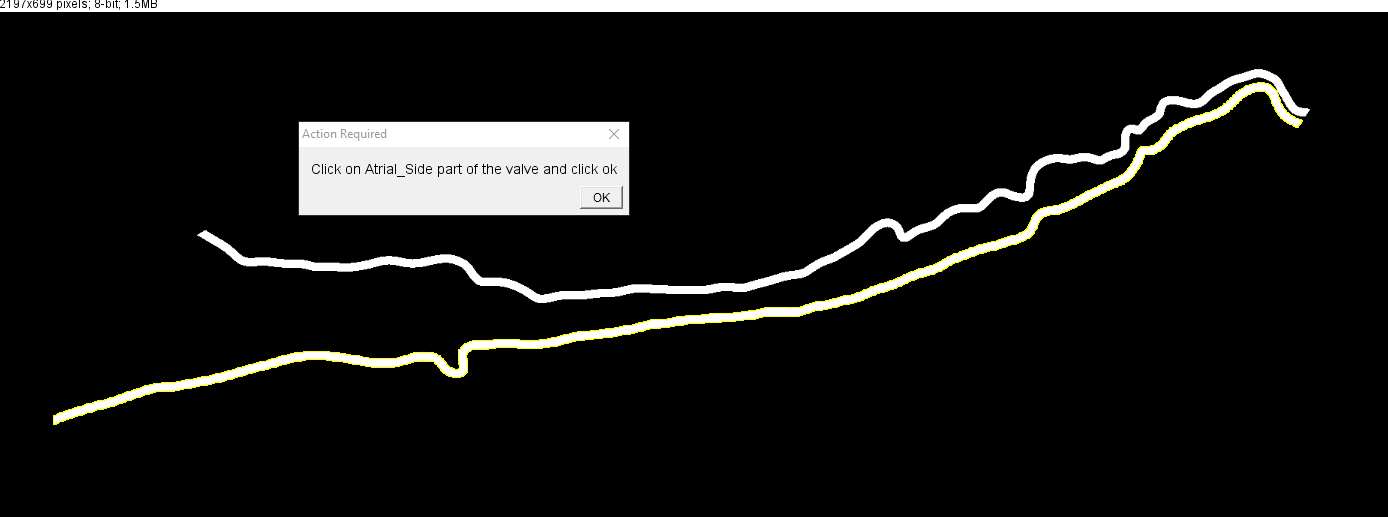 2197x699 pixels; 8-bit; 1.5MB
Action Required
Click on Atrial_Side part of the valve and click ok
OK